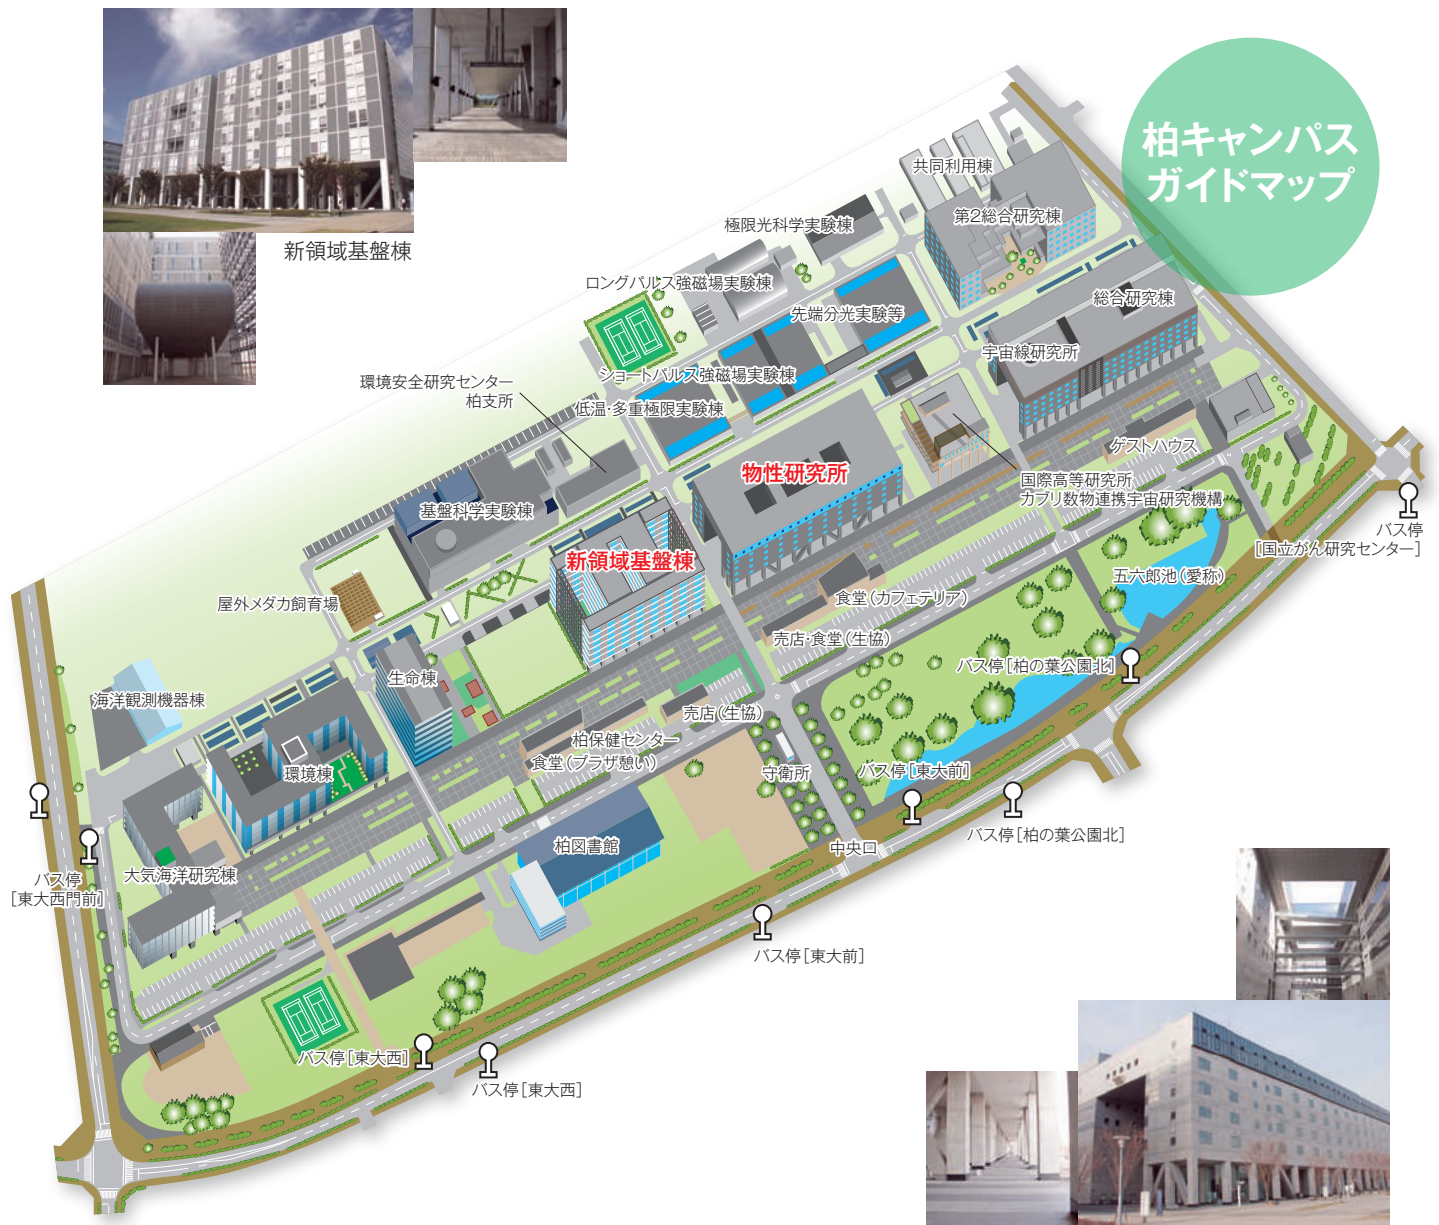 柏キャンパス
ガイドマップ
新領域基盤棟
共同利用棟
第2総合研究棟
極限光科学実験棟
ロングパルス強磁場実験棟
総合研究棟
先端分光実験等
宇宙線研究所
ショートパルス強磁場実験棟
環境安全研究センター
柏支所
低温・多重極限実験棟
ゲストハウス
物性研究所
国際高等研究所
カブリ数物連携宇宙研究機構
基盤科学実験棟
バス停
[国立がん研究センター]
新領域基盤棟
五六郎池(愛称)
屋外メダカ飼育場
食堂(カフェテリア)
売店・食堂(生協)
バス停[柏の葉公園北]
生命棟
海洋観測機器棟
売店(生協)
柏保健センター
食堂(プラザ憩い)
環境棟
守衛所
バス停[東大前]
バス停[柏の葉公園北]
柏図書館
中央口
大気海洋研究棟
バス停
[東大西門前]
バス停[東大前]
バス停[東大西]
バス停[東大西]